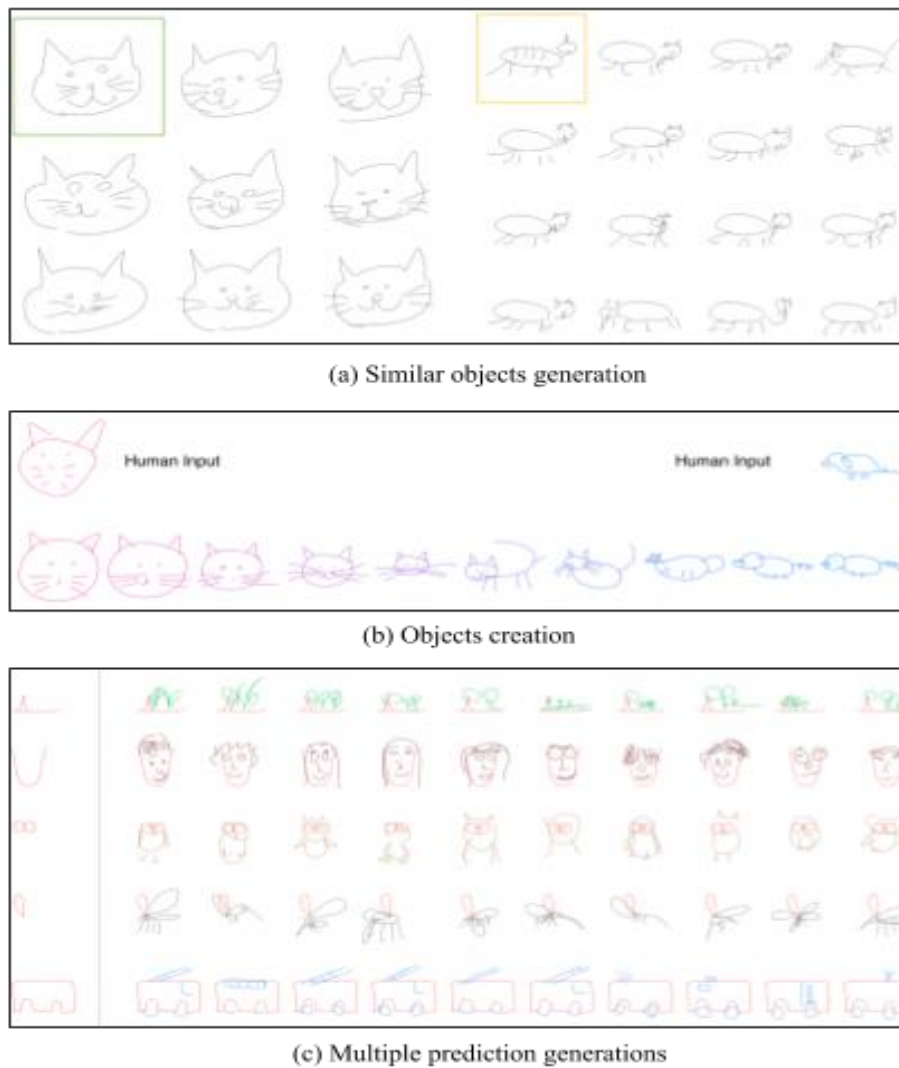 (a) Similar objects generation
Human Input
Human Input
(b) Objects creation
(c) Multiple prediction generations